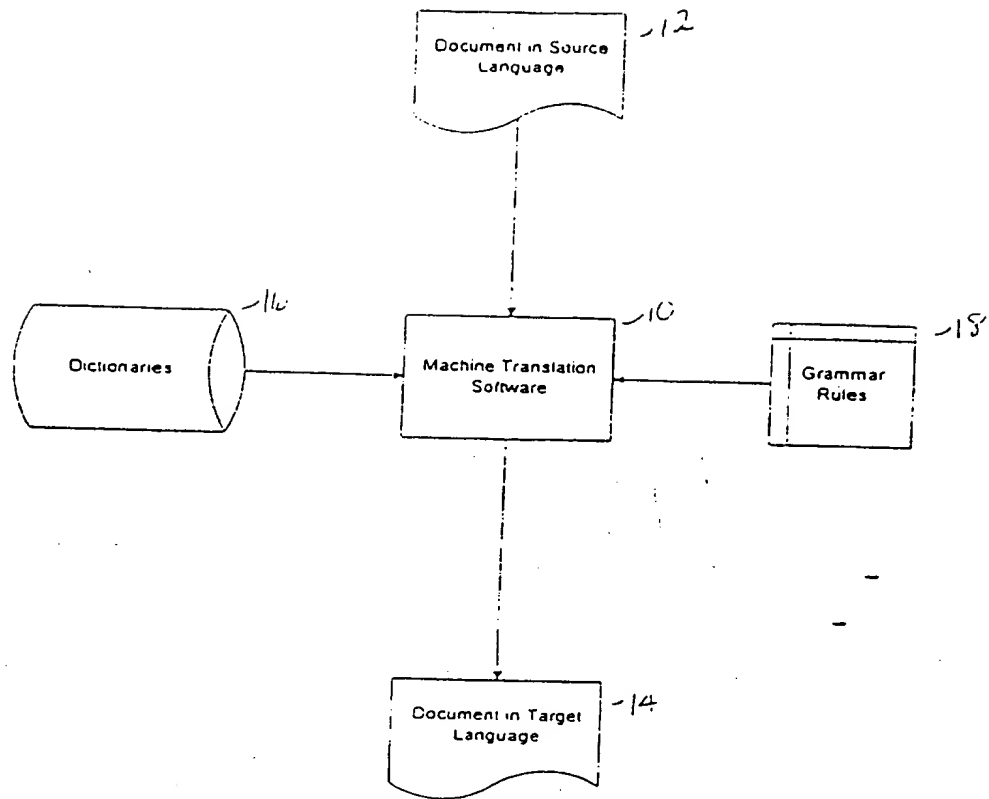 Document in Source
Language
12
Dictionaries
16
Machine Translation
Software
10
Grammar
Rules
18
Document in Target
Language
14